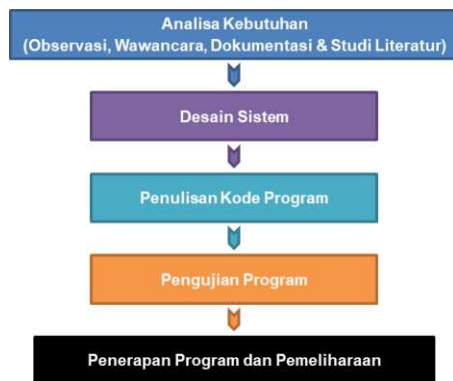 Analisa Kebutuhan
(Observasi, Wawancara, Dokumentasi & Studi Literatur)
Desain Sistem
Penulisan Kode Program
Pengujian Program
Penerapan Program dan Pemeliharaan